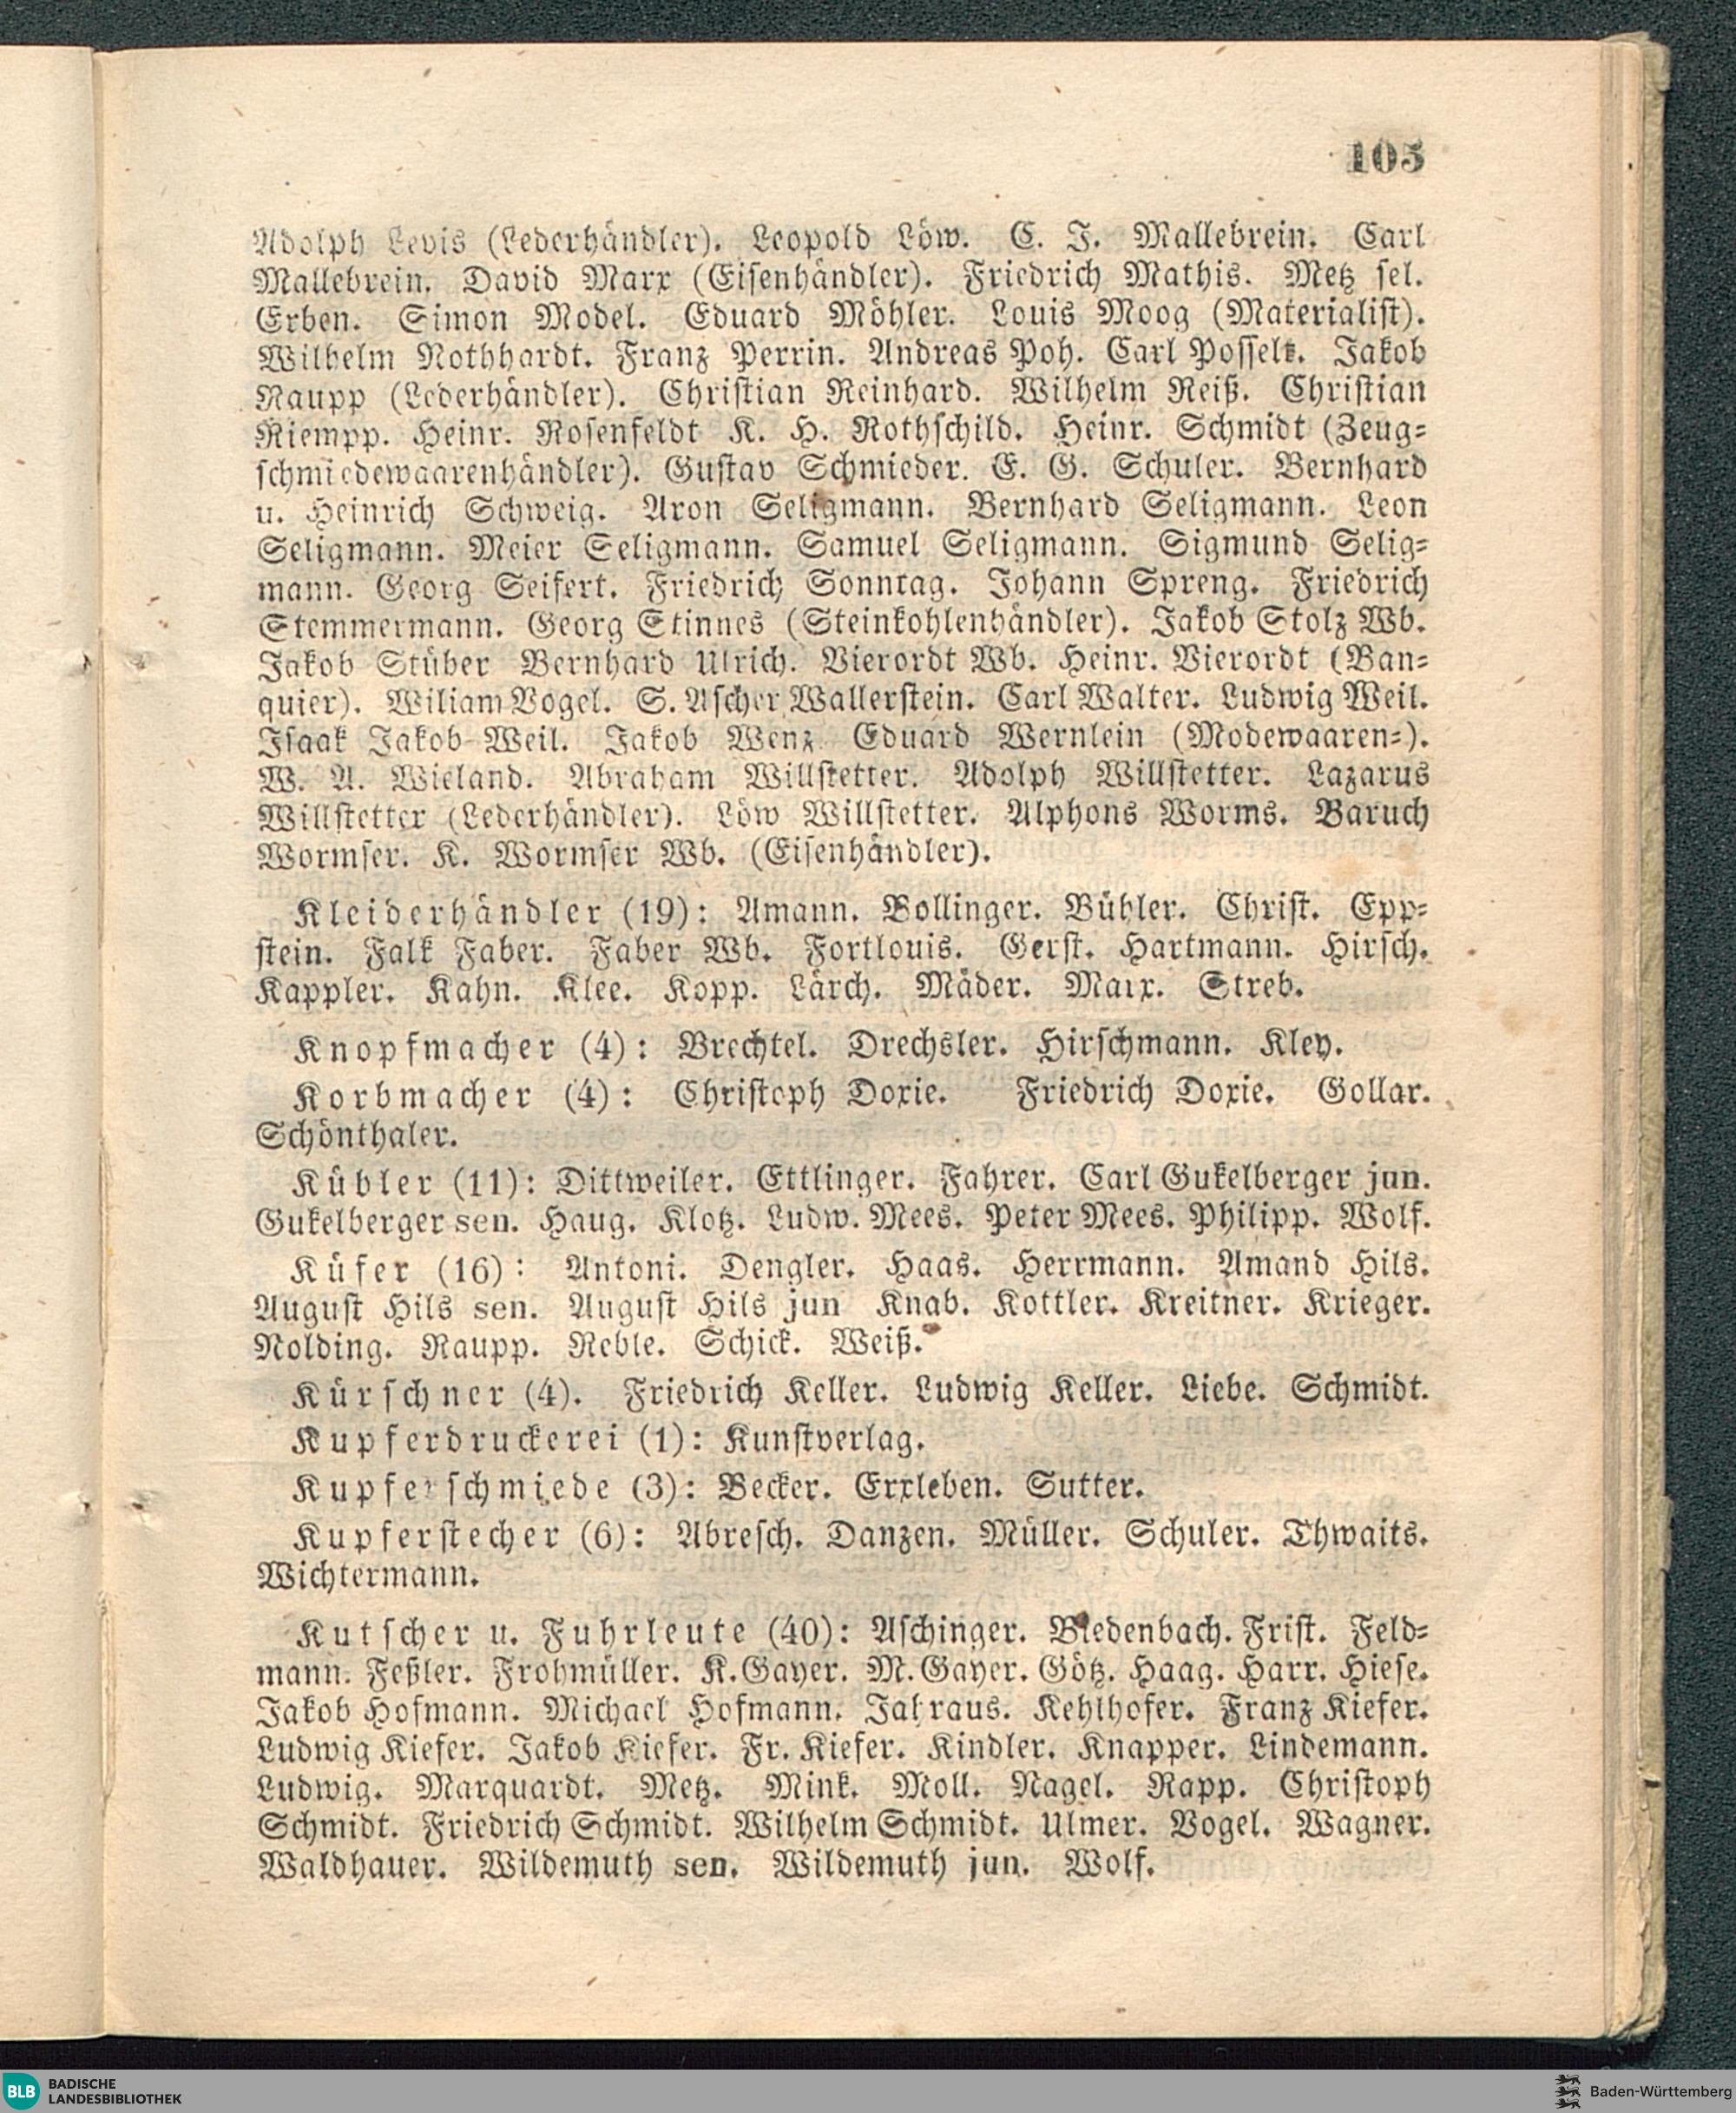 105
Adolph Levis (Lederhändler). Leopold Löw. C. J. Mallebrein. Carl
Mallebrein. David Marx (Eisenhändler). Friedrich Mathis. Metz sel.
Erben. Simon Model. Eduard Möhler. Louis Moog (Materialist).
Wilhelm Nothhardt. Franz Perrin. Andreas Poh. Carl Posselt. Jakob
Raupp (Lederhändler). Christian Reinhard. Wilhelm Reiß. Christian
Riempp. Heinr. Rosenfeldt K. H. Rothschild. Heinr. Schmidt (Zeug-
schmiedewaarenhändler). Gustav Schmieder. E. G. Schuler. Bernhard
u. Heinrich Schweig. Aron Seligmann. Bernhard Seligmann. Leon
Seligmann. Meier Seligmann. Samuel Seligmann. Sigmund Selig-
mann. Georg Seifert. Friedrich Sonntag. Johann Spreng. Friedrich
Stemmermann. Georg Stinnes (Steinkohlenhändler). Jakob Stolz Wb.
Jakob Stüber Bernhard Ulrich. Vierordt Wb. Heinr. Vierordt (Ban-
quier). Wiliam Vogel. S. Ascher Wallerstein. Carl Walter. Ludwig Weil.
Isaak Jakob Weil. Jakob Wenz Eduard Wernlein (Modewaaren-).
W. A. Wieland. Abraham Willstetter. Adolph Willstetter. Lazarus
Willstetter (Lederhändler). Löw Willstetter. Alphons Worms. Baruch
Wormser. K. Wormser Wb. (Eisenhändler).
Kleiderhändler (19): Amann. Bollinger. Bühler. Christ. Epp-
stein. Falk Faber. Faber Wb. Fortlouis. Gerst. Hartmann. Hirsch.
Kappler. Kahn. Klee. Kopp. Lärch. Mäder. Marx. Streb.
Knopfmacher (4): Brechtel. Drechsler. Hirschmann. Kley.
Korbmacher (4): Christoph Doxie. Friedrich Doxie. Gollar.
Schönthaler.
Kübler (11): Dittweiler. Ettlinger. Fahrer. Carl Gukelberger jun.
Gukelberger sen. Haug. Klotz. Ludw. Mees. Peter Mees. Philipp. Wolf.
Küfer (16): Antoni. Dengler. Haas. Herrmann. Amand Hils.
August Hils sen. August Hils jun Knab. Kottler. Kreitner. Krieger.
Nolding. Raupp. Reble. Schick. Weiß.
Kürschner (4). Friedrich Keller. Ludwig Keller. Liebe. Schmidt.
Kupferdruckerei (1): Kunstverlag.
Kupferschmiede (3): Becker. Erxleben. Sutter.
Kupferstecher (6): Abresch. Danzen. Müller. Schuler. Thwaits.
Wichtermann.
Kutscher u. Fuhrleute (40): Aschinger. Biedenbach. Frist. Feld-
mann. Feßler. Frohmüller. K. Gayer. M. Gayer. Götz. Haag. Harr. Hiese.
Jakob Hofmann. Michael Hofmann. Jahraus. Kehlhofer. Franz Kiefer.
Ludwig Kiefer. Jakob Kiefer. Fr. Kiefer. Kindler. Knapper. Lindemann.
Ludwig. Marquardt. Metz. Mink. Moll. Nagel. Rapp. Christoph
Schmidt. Friedrich Schmidt. Wilhelm Schmidt. Ulmer. Vogel. Wagner.
Waldhauer. Wildemuth sen. Wildemuth jun. Wolf.
BLB BADISCHE
LANDESBIBLIOTHEK
Baden-Württemberg